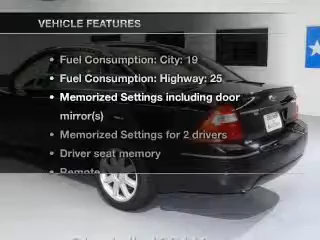 VEHICLE FEATURES
• Fuel Consumption: City: 19
• Fuel Consumption: Highway: 25
• Memorized Settings including door
mirror(s)
• Memorized Settings for 2 drivers
• Driver seat memory
• Remote